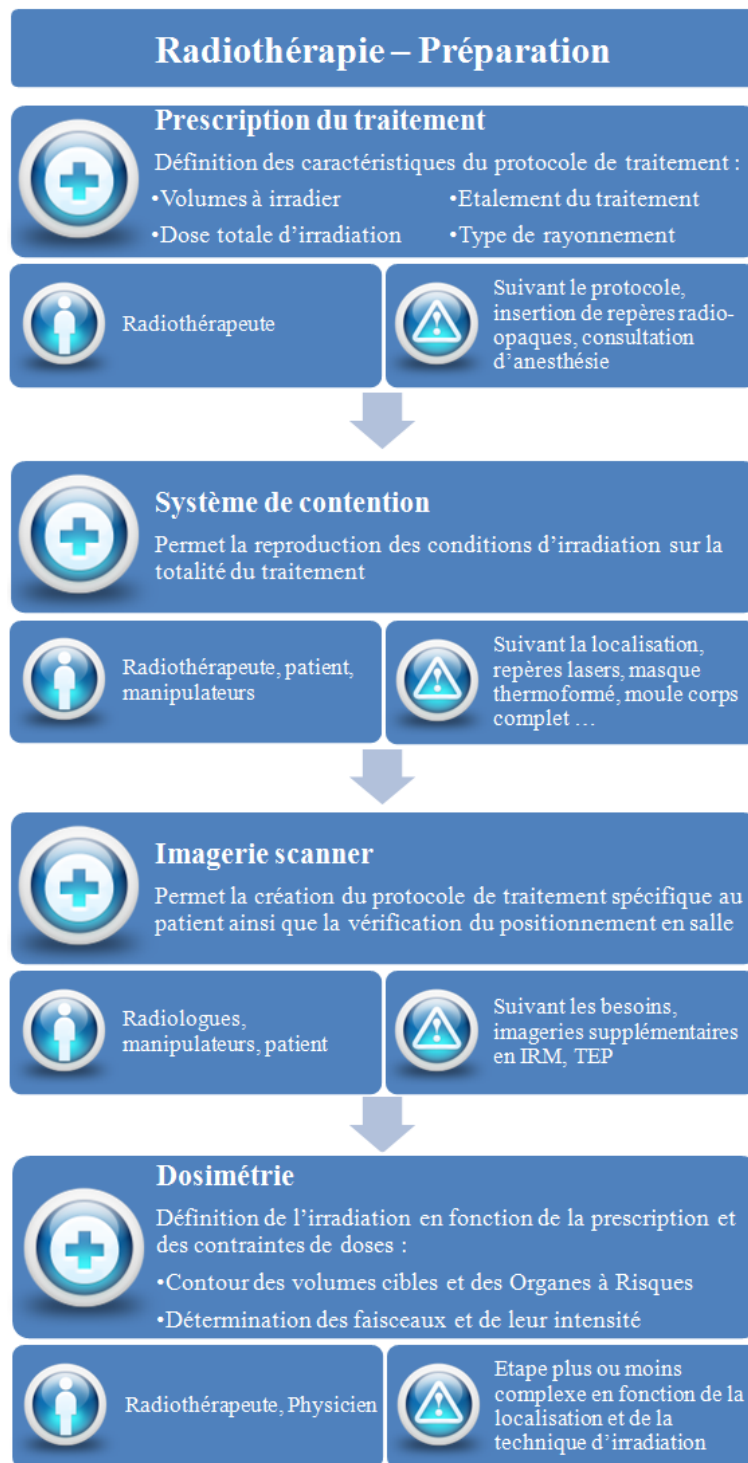 Radiothérapie – Préparation
Prescription du traitement
Définition des caractéristiques du protocole de traitement :
•Volumes à irradier
•Etalement du traitement
•Dose totale d’irradiation
•Type de rayonnement
Radiothérapeute
Suivant le protocole,
insertion de repères radio-
opaques, consultation
d’anesthésie
Système de contention
Permet la reproduction des conditions d’irradiation sur la
totalité du traitement
Radiothérapeute, patient,
manipulateurs
Suivant la localisation,
repères lasers, masque
thermoformé, moule corps
complet …
Imagerie scanner
Permet la création du protocole de traitement spécifique au
patient ainsi que la vérification du positionnement en salle
Radiologues,
manipulateurs, patient
Suivant les besoins,
imageries supplémentaires
en IRM, TEP
Dosimétrie
Définition de l’irradiation en fonction de la prescription et
des contraintes de doses :
•Contour des volumes cibles et des Organes à Risques
•Détermination des faisceaux et de leur intensité
Radiothérapeute, Physicien
Etape plus ou moins
complexe en fonction de la
localisation et de la
technique d’irradiation